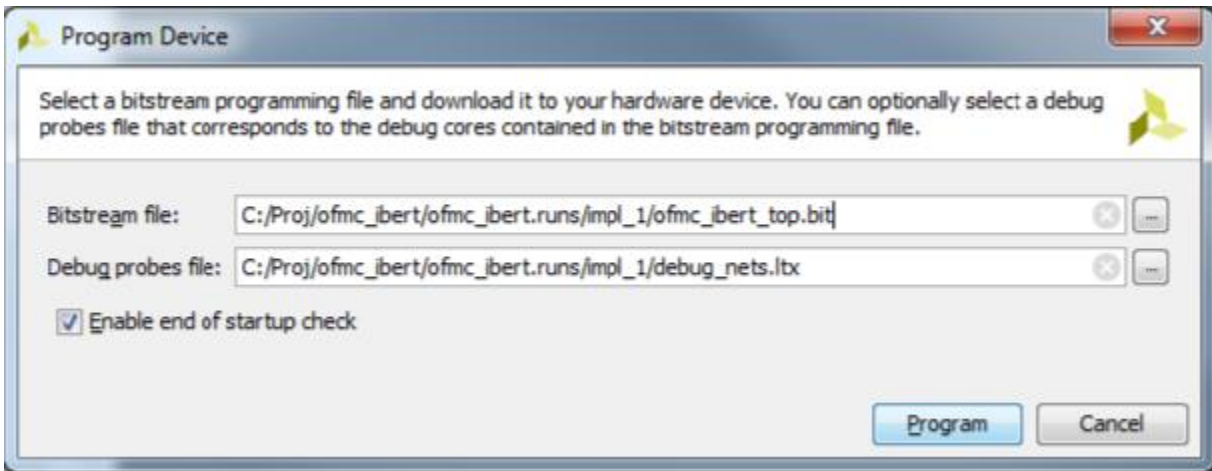 Program Device
Select a bitstream programming file and download it to your hardware device. You can optionally select a debug
probes file that corresponds to the debug cores contained in the bitstream programming file.
Bitstream file: C:/Proj/ofmc_ibert/ofmc_ibert.runs/impl_1/ofmc_ibert_top.bit
...
Debug probes file: C:/Proj/ofmc_ibert/ofmc_ibert.runs/impl_1/debug_nets.ltx
...
Enable end of startup check
Program Cancel